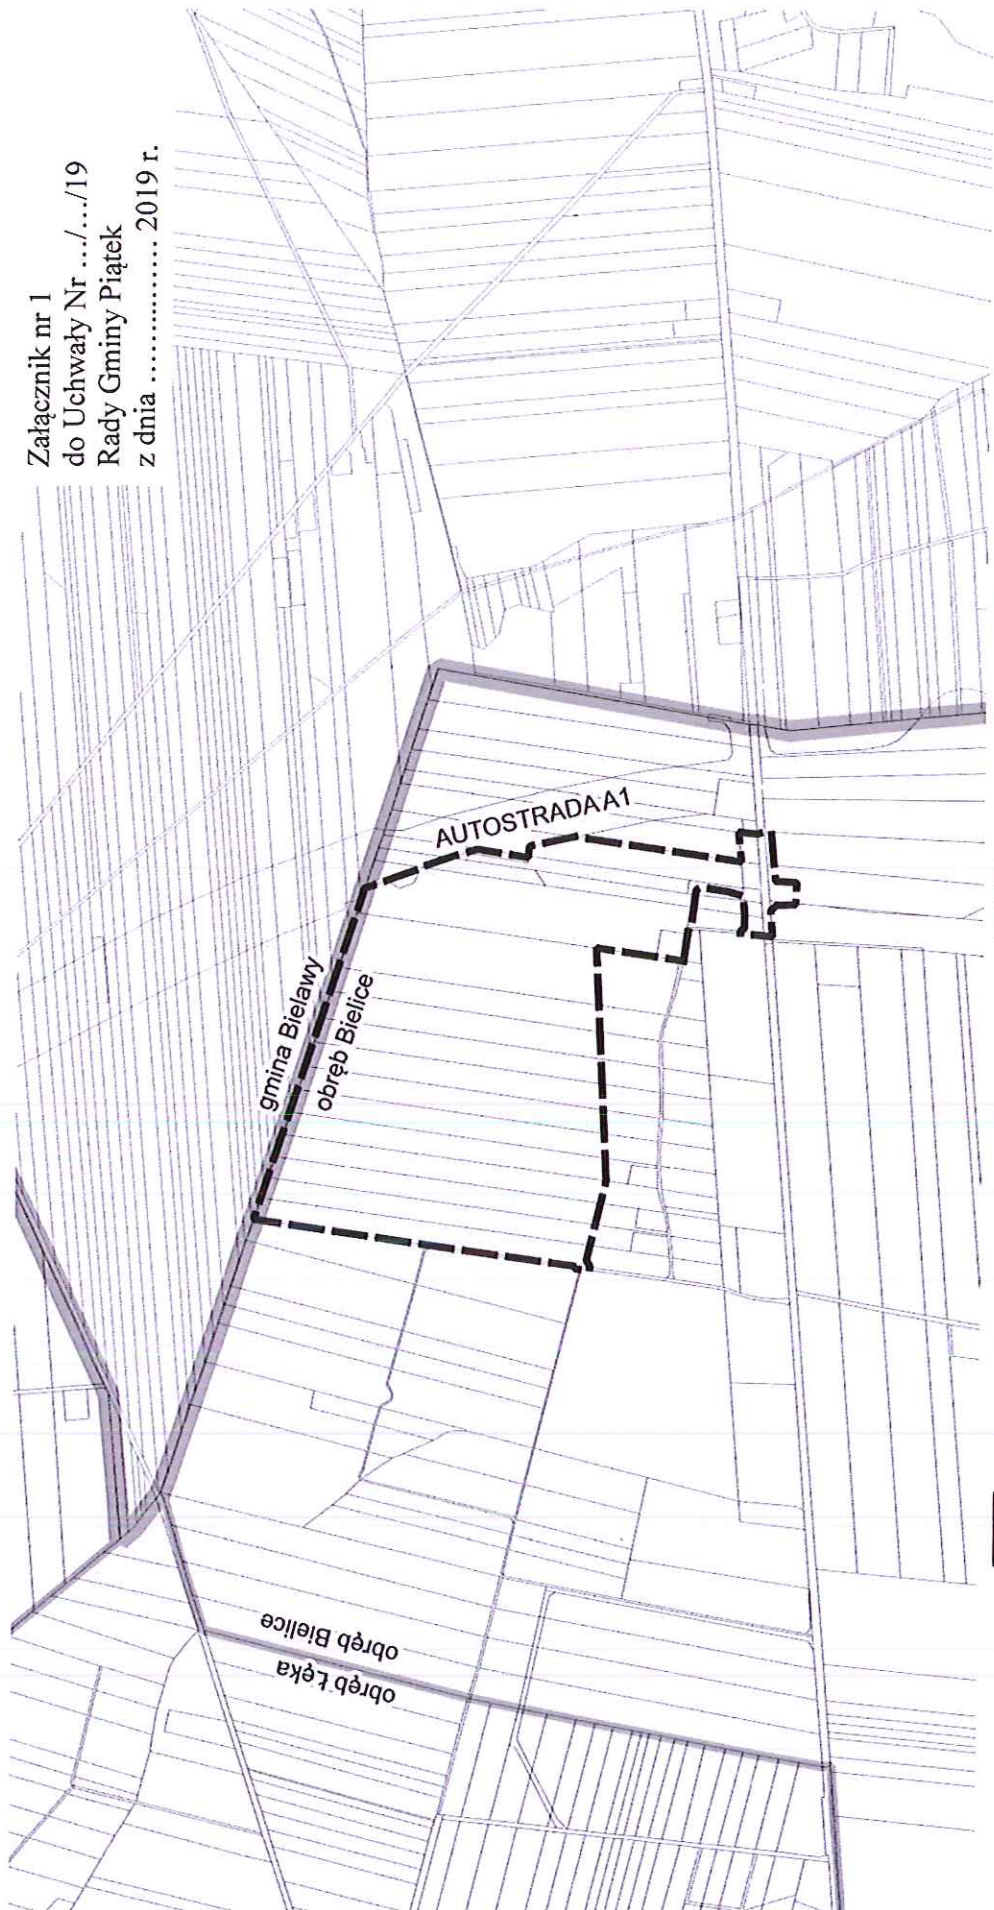 Załącznik nr 1
do Uchwały Nr .../.../19
Rady Gminy Piątek
z dnia ..................... 2019 r.
AUTOSTRADA A1
gmina Bielawy
obręb Bielice
obręb Bielice
obręb Łęka